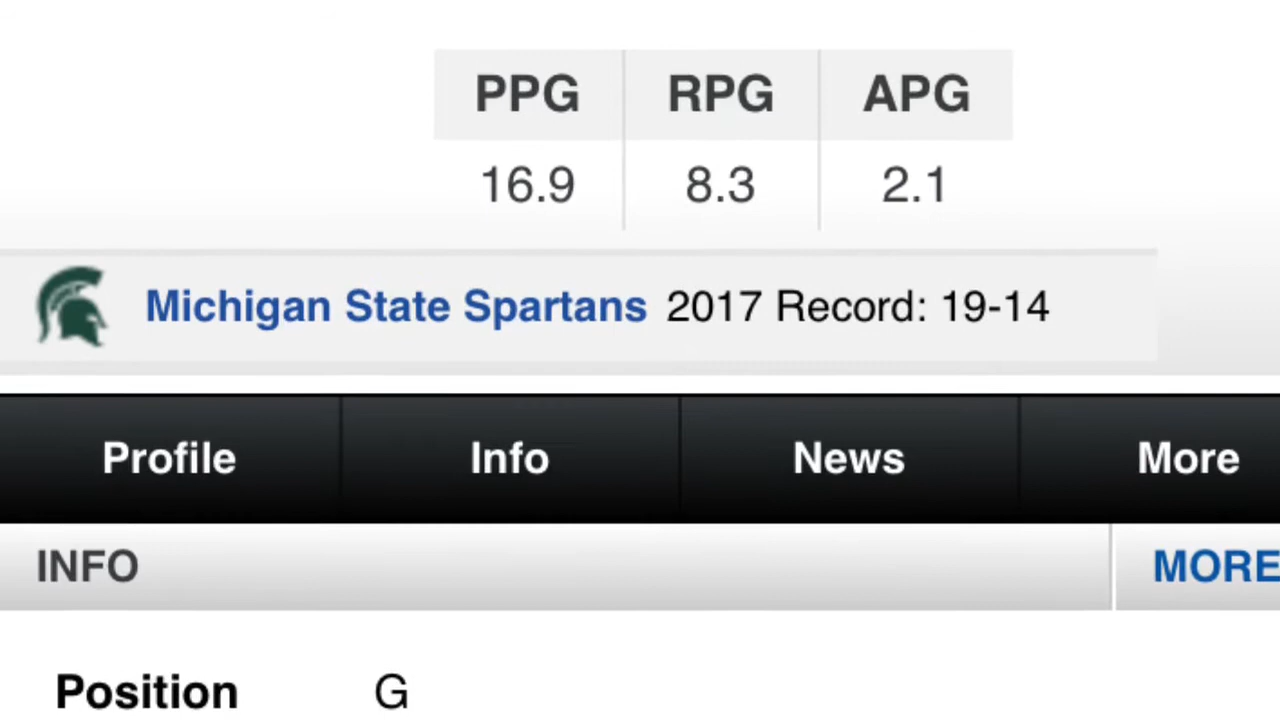 PPG RPG APG
16.9 8.3 2.1
Michigan State Spartans 2017 Record: 19-14
Profile Info News More
INFO MORE
Position G